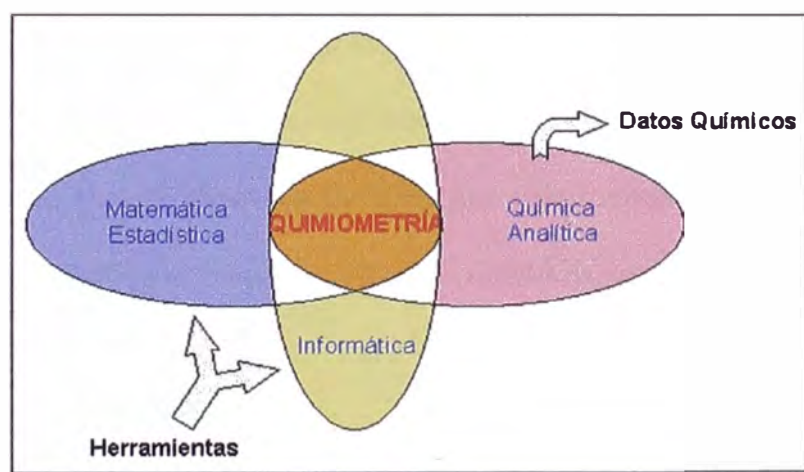 Datos Químicos
Matemática
Estadística
QUIMIOMETRÍA
Química
Analítica
Informática
Herramientas